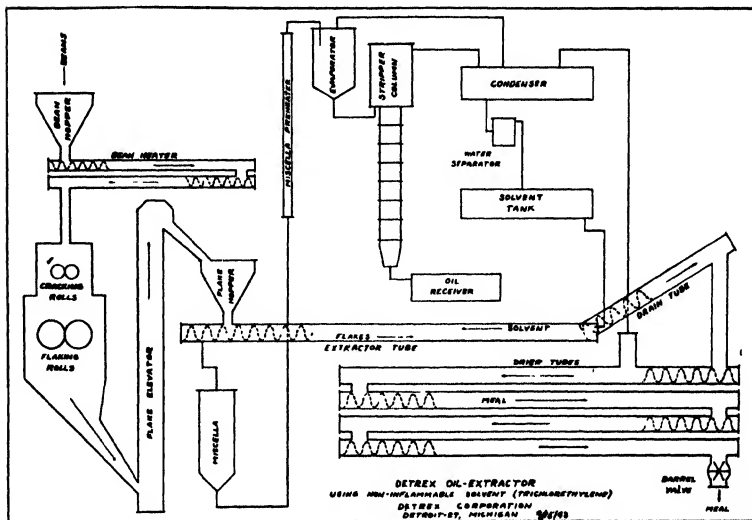 BEANS
BEAN
HOPPER
BEAN HEATER
CRACKING
ROLLS
FLAKING
ROLLS
FLAKE ELEVATOR
FLAKE
HOPPER
MISCELLA
MISCELLA PREHEATER
EVAPORATOR
STRIPPER
COLUMN
CONDENSER
WATER
SEPARATOR
SOLVENT
TANK
OIL
RECEIVER
DRAIN TUBE
SOLVENT
FLAKES
EXTRACTOR TUBE
DRIER TUBES
MEAL
BARREL
VALVE
MEAL
DETREX OIL-EXTRACTOR
USING NON-INFLAMMABLE SOLVENT (TRICHLORETHYLENE)
DETREX CORPORATION
DETROIT-27, MICHIGAN